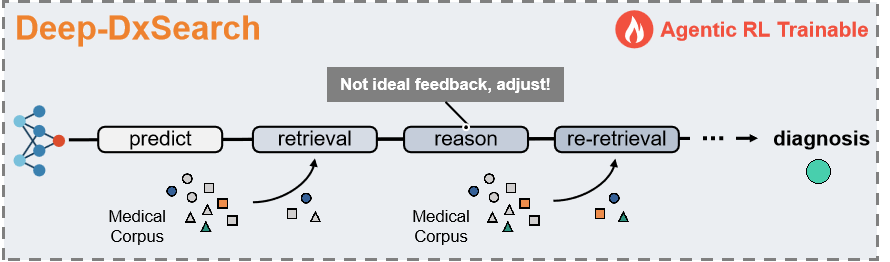 Deep-DxSearch
Agentic RL Trainable
Not ideal feedback, adjust!
predict
retrieval
reason
re-retrieval
...
diagnosis
Medical
Corpus
Medical
Corpus